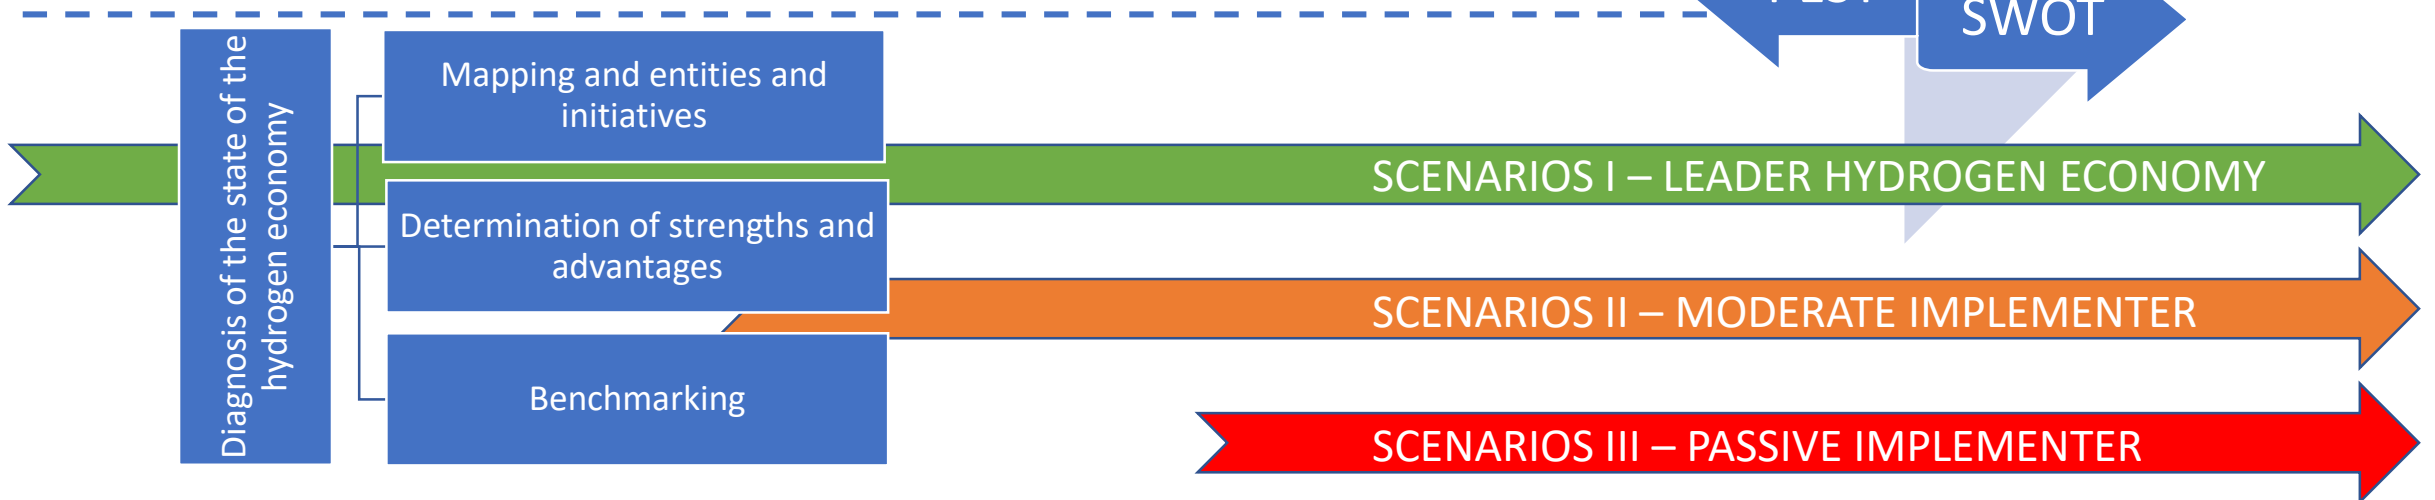 SWOT
Diagnosis of the state of the
hydrogen economy
Mapping and entities and
initiatives
Determination of strengths and
advantages
Benchmarking
SCENARIOS I – LEADER HYDROGEN ECONOMY
SCENARIOS II – MODERATE IMPLEMENTER
SCENARIOS III – PASSIVE IMPLEMENTER